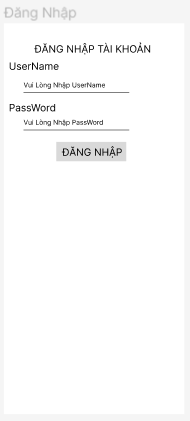 Đăng Nhập
ĐĂNG NHẬP TÀI KHOẢN
UserName
Vui Lòng Nhập UserName
PassWord
Vui Lòng Nhập PassWord
ĐĂNG NHẬP